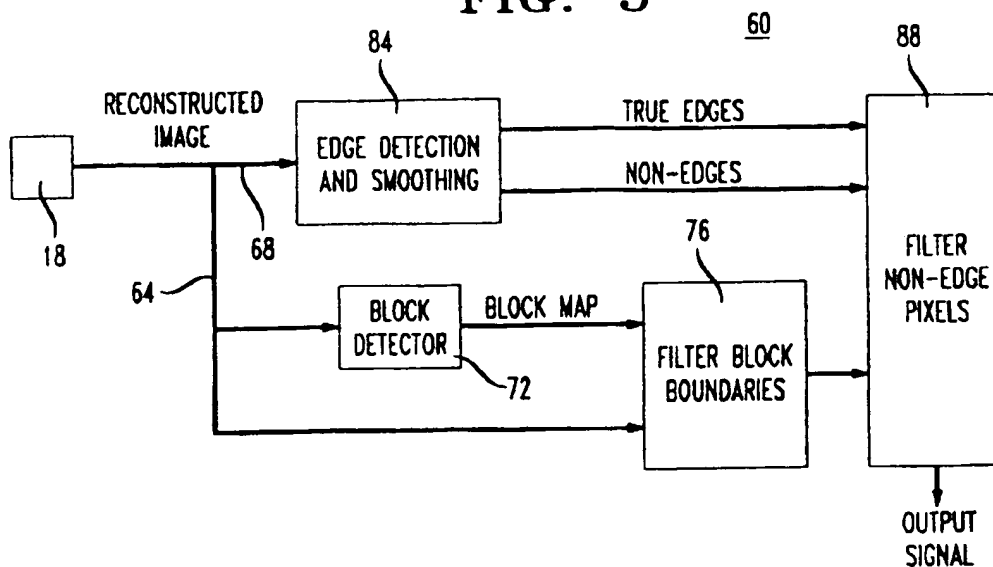 FIG. 3
60
84
88
RECONSTRUCTED
IMAGE
EDGE DETECTION
AND SMOOTHING
TRUE EDGES
NON-EDGES
18
68
64
76
BLOCK
DETECTOR
BLOCK MAP
72
FILTER BLOCK
BOUNDARIES
FILTER
NON-EDGE
PIXELS
OUTPUT
SIGNAL